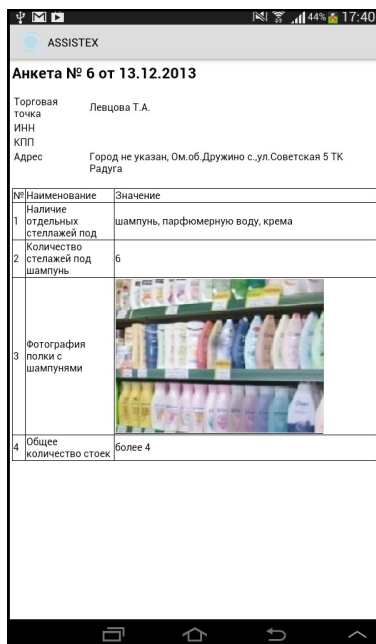 44% 17:40
ASSISTEX
Анкета № 6 от 13.12.2013
Торговая
точка
Левцова Т.А.
ИНН
КПП
Адрес
Город не указан, Ом.об.Дружино с.,ул.Советская 5 ТК
Радуга
№ Наименование Значение
1 Наличие
отдельных
стеллажей под
шампунь, парфюмерную воду, крема
2 Количество
стелажей под
шампунь
6
3 Фотография
полки с
шампунями
4 Общее
количество стоек
более 4